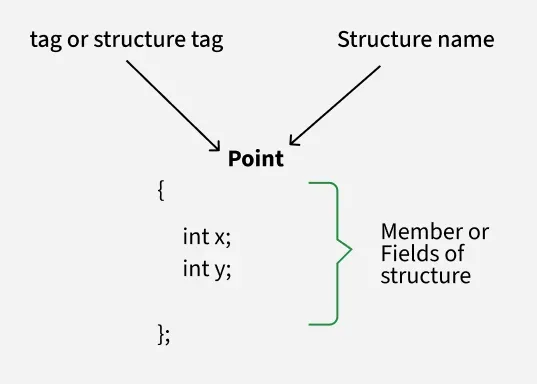 tag or structure tag
Structure name
Point
{
int x;
int y;
};
Member or
Fields of
structure